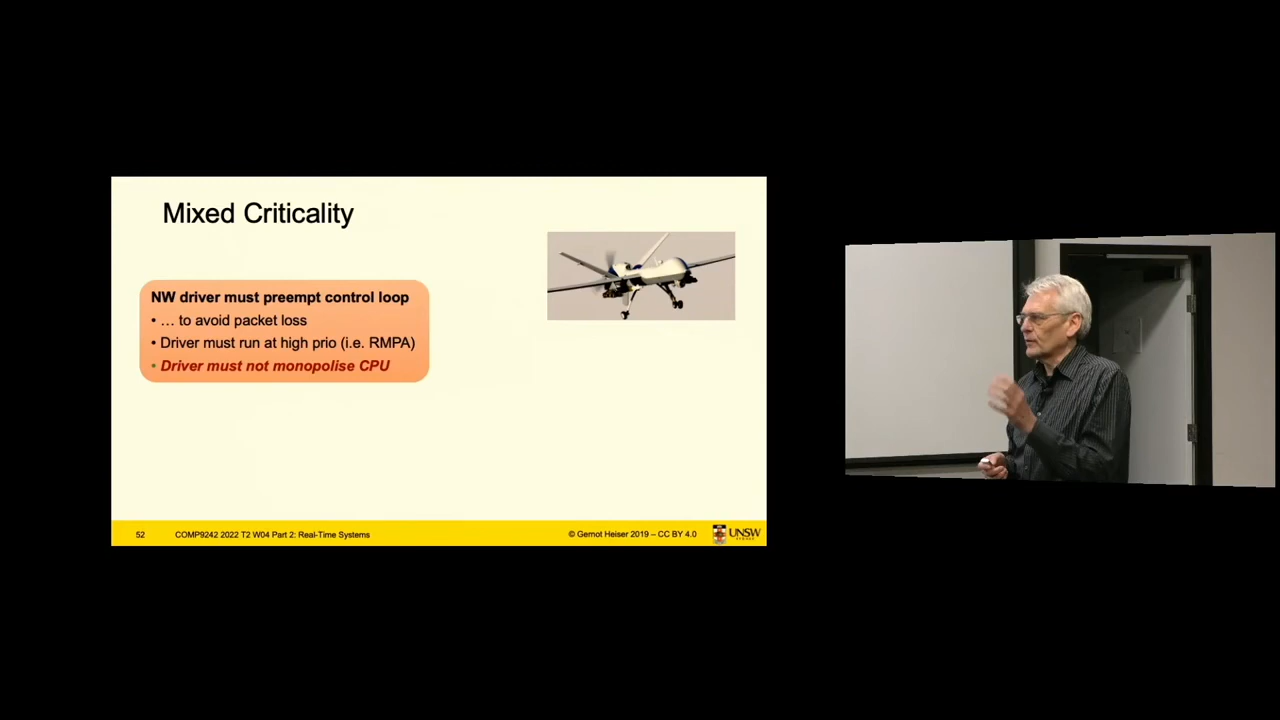 Mixed Criticality
NW driver must preempt control loop
• … to avoid packet loss
• Driver must run at high prio (i.e. RMPA)
• Driver must not monopolise CPU
52 COMP9242 2022 T2 W04 Part 2: Real-Time Systems © Gernot Heiser 2019 – CC BY 4.0 UNSW